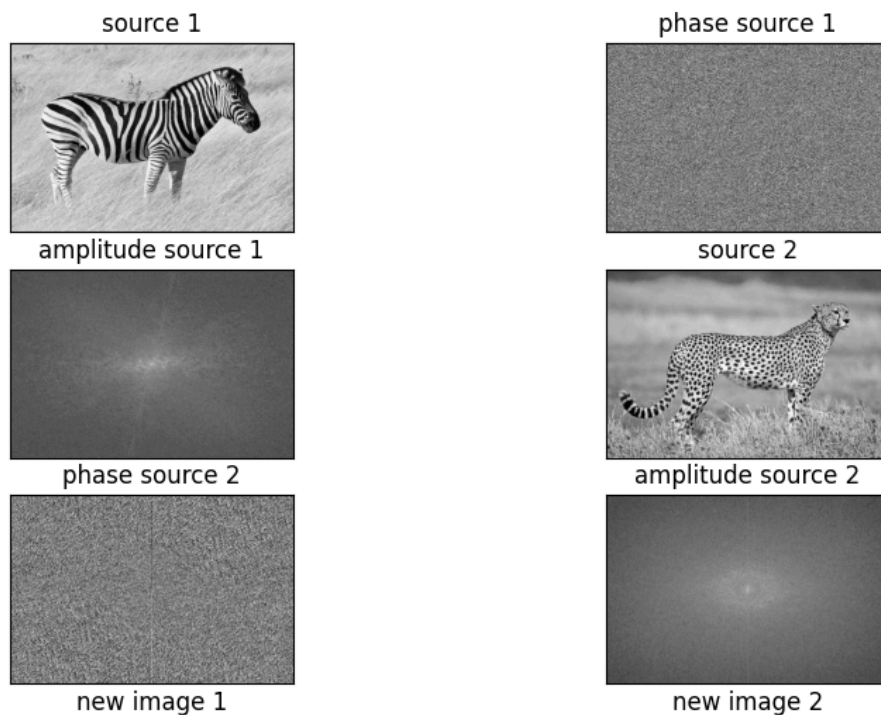 source 1
phase source 1
amplitude source 1
source 2
phase source 2
amplitude source 2
new image 1
new image 2